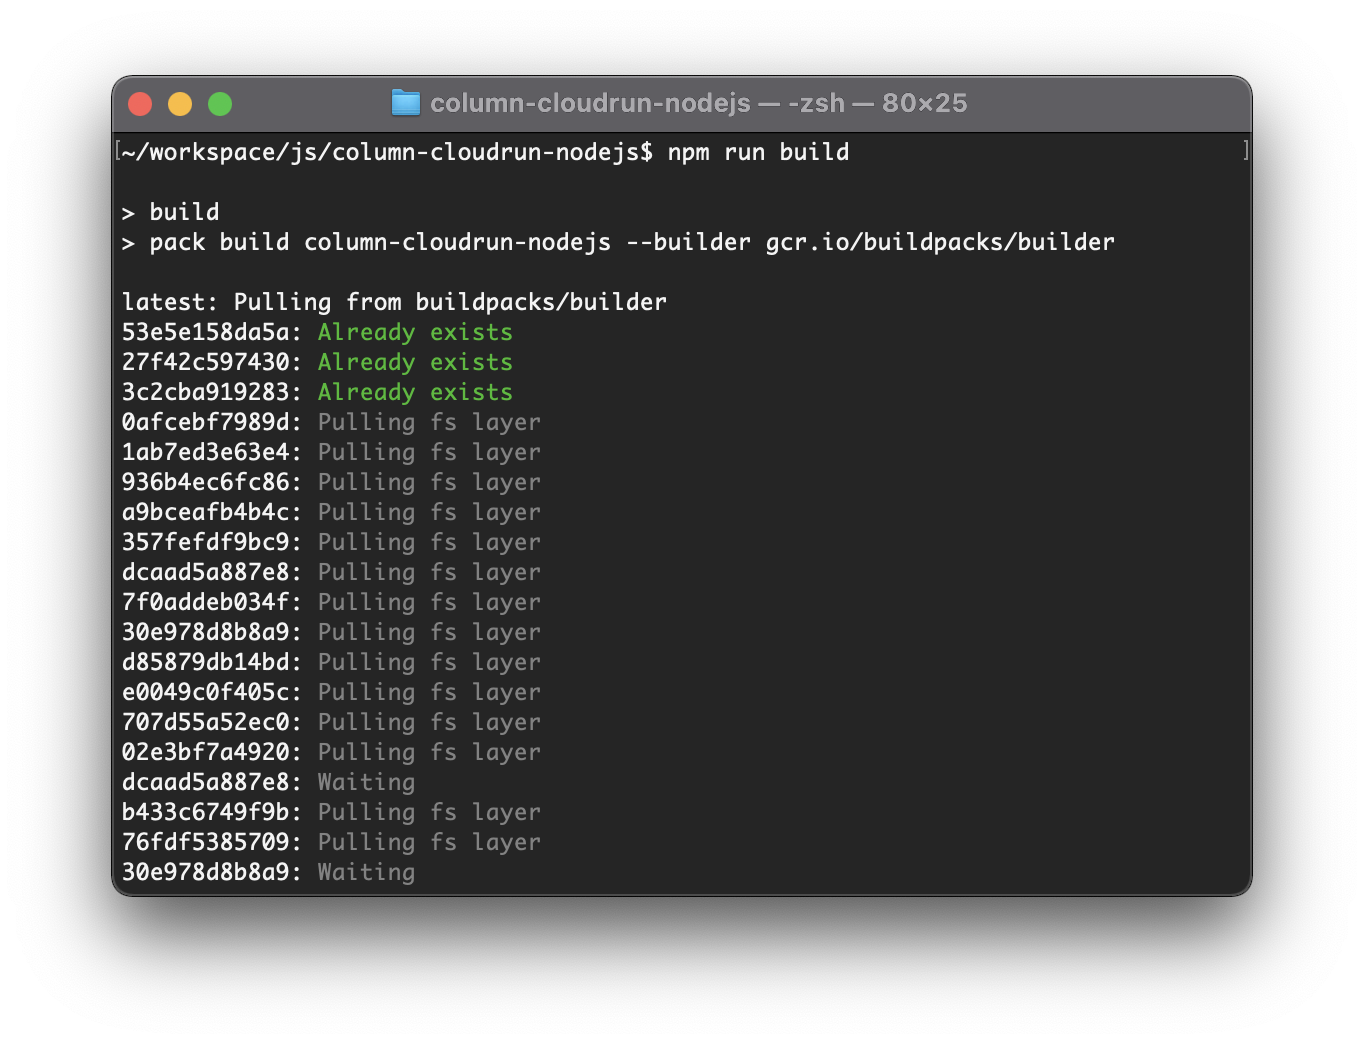 column-cloudrun-nodejs — -zsh — 80×25
[~/workspace/js/column-cloudrun-nodejs$ npm run build ]
> build
> pack build column-cloudrun-nodejs --builder gcr.io/buildpacks/builder
latest: Pulling from buildpacks/builder
53e5e158da5a: Already exists
27f42c597430: Already exists
3c2cba919283: Already exists
0afcebf7989d: Pulling fs layer
1ab7ed3e63e4: Pulling fs layer
936b4ec6fc86: Pulling fs layer
a9bceafb4b4c: Pulling fs layer
357fefdf9bc9: Pulling fs layer
dcaad5a887e8: Pulling fs layer
7f0addeb034f: Pulling fs layer
30e978d8b8a9: Pulling fs layer
d85879db14bd: Pulling fs layer
e0049c0f405c: Pulling fs layer
707d55a52ec0: Pulling fs layer
02e3bf7a4920: Pulling fs layer
dcaad5a887e8: Waiting
b433c6749f9b: Pulling fs layer
76fdf5385709: Pulling fs layer
30e978d8b8a9: Waiting